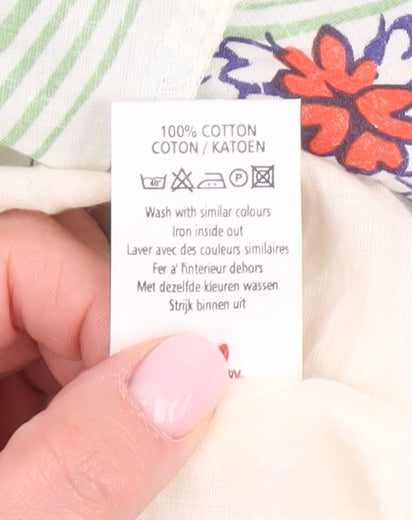 100% COTTON
COTON / KATOEN
40° P
Wash with similar colours
Iron inside out
Laver avec des couleurs similaires
Fer a' l'interieur dehors
Met dezelfde kleuren wassen
Strijk binnen uit